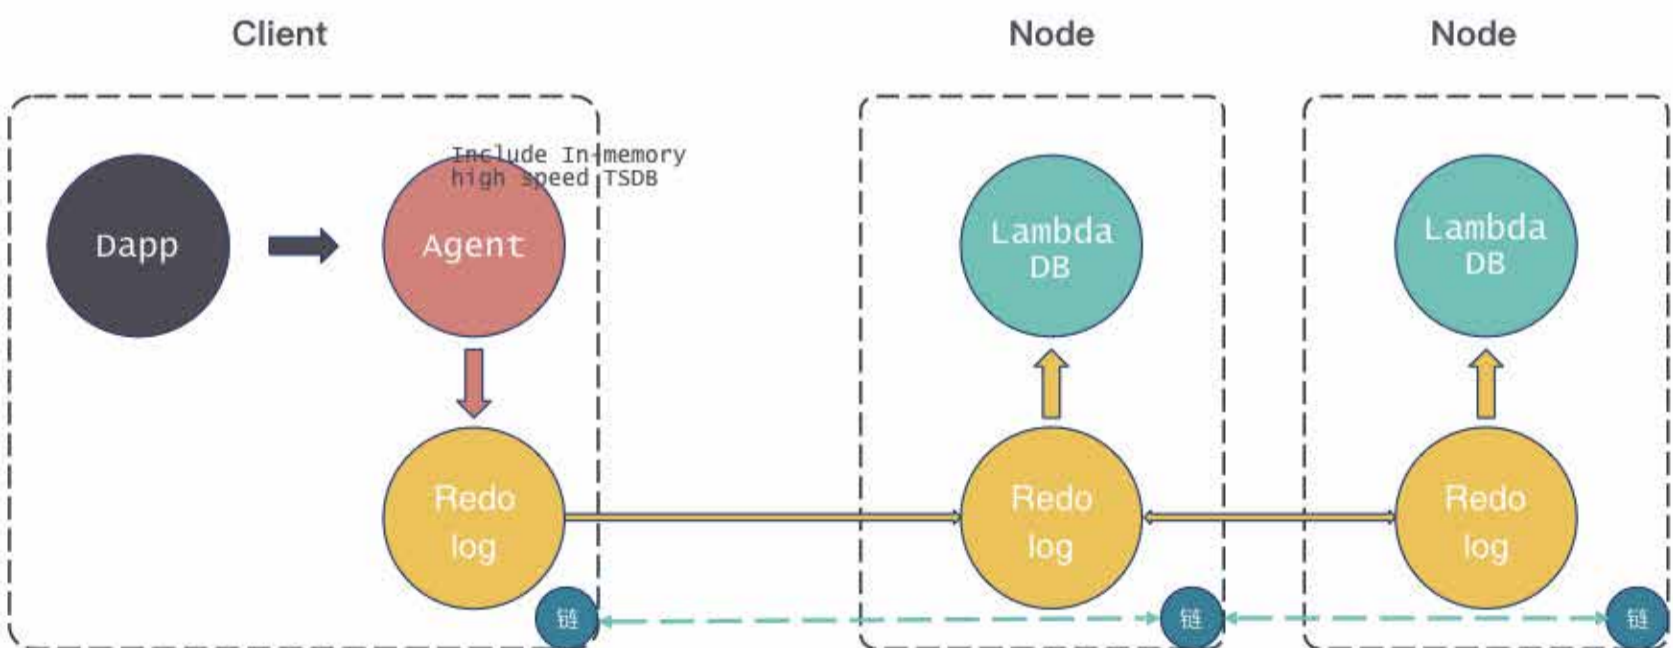 Client
Node
Node
Include In-memory
high speed TSDB
Dapp
Agent
Lambda
DB
Lambda
DB
Redo
log
Redo
log
Redo
log
链
链
链